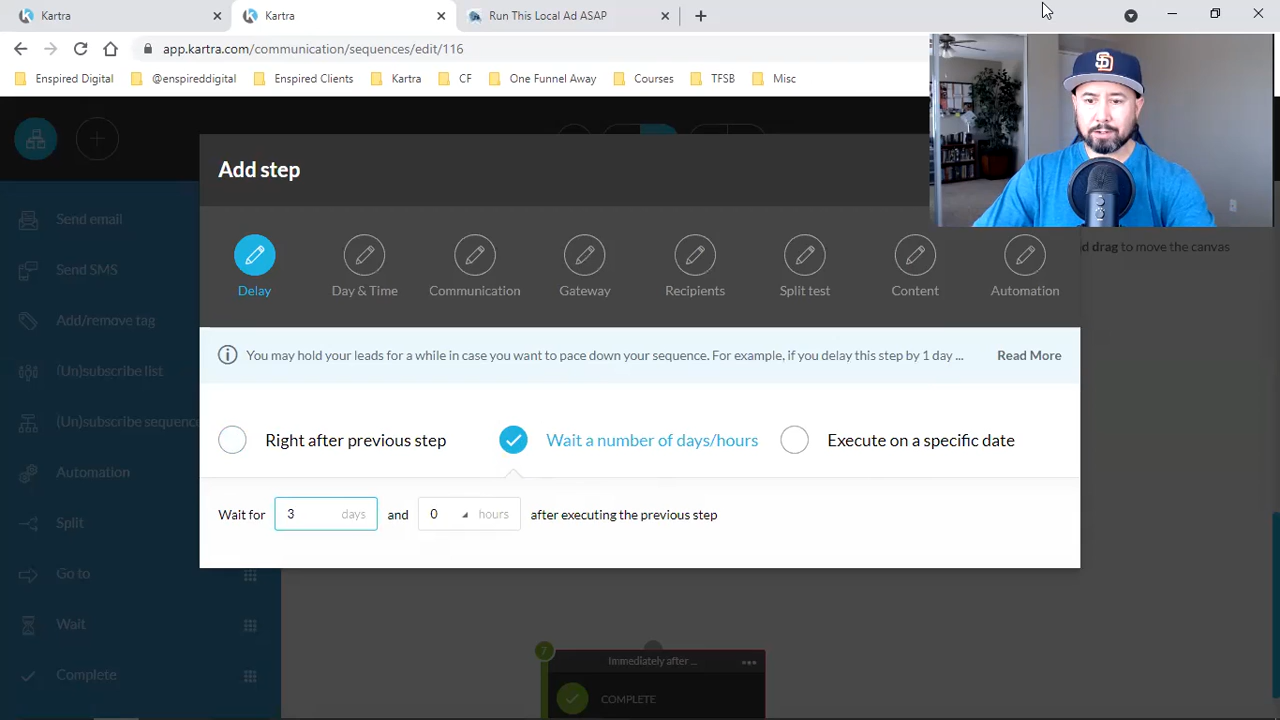 Kartra
Kartra
Run This Local Ad ASAP
app.kartra.com/communication/sequences/edit/116
Enspired Digital
@enspireddigital
Enspired Clients
Kartra
CF
One Funnel Away
Courses
TFSB
Misc
Add step
Send email
Send SMS
Add/remove tag
(Un)subscribe list
(Un)subscribe sequence
Automation
Split
Go to
Wait
Complete
drag to move the canvas
Delay
Day & Time
Communication
Gateway
Recipients
Split test
Content
Automation
You may hold your leads for a while in case you want to pace down your sequence. For example, if you delay this step by 1 day ...
Read More
Right after previous step
Wait a number of days/hours
Execute on a specific date
Wait for 3 days and 0 hours after executing the previous step
7
Immediately after ...
COMPLETE